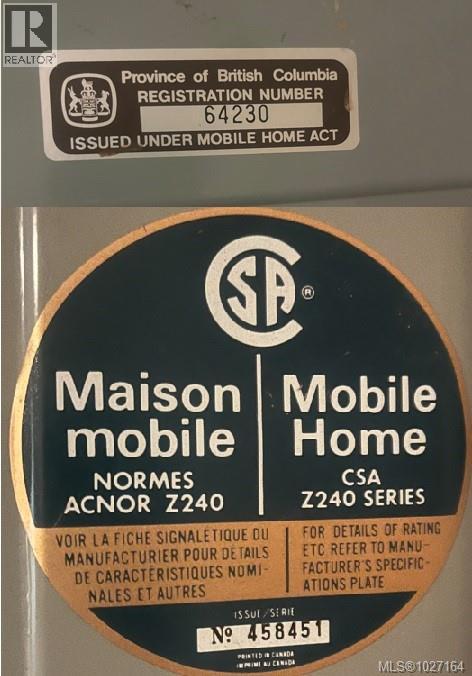 REALTOR®
Province of British Columbia
REGISTRATION NUMBER
64230
ISSUED UNDER MOBILE HOME ACT
CSA®
Maison
mobile
NORMES
ACNOR Z240
Mobile
Home
CSA
Z240 SERIES
VOIR LA FICHE SIGNALÉTIQUE DU
MANUFACTURIER POUR DÉTAILS
DE CARACTÉRISTIQUES NOMI-
NALES ET AUTRES
FOR DETAILS OF RATING
ETC REFER TO MANU-
FACTURER'S SPECIFIC-
ATIONS PLATE
ISSUE/SÉRIE
Nº 458451
PRINTED IN CANADA
IMPRIMÉ AU CANADA
MLS®1027164